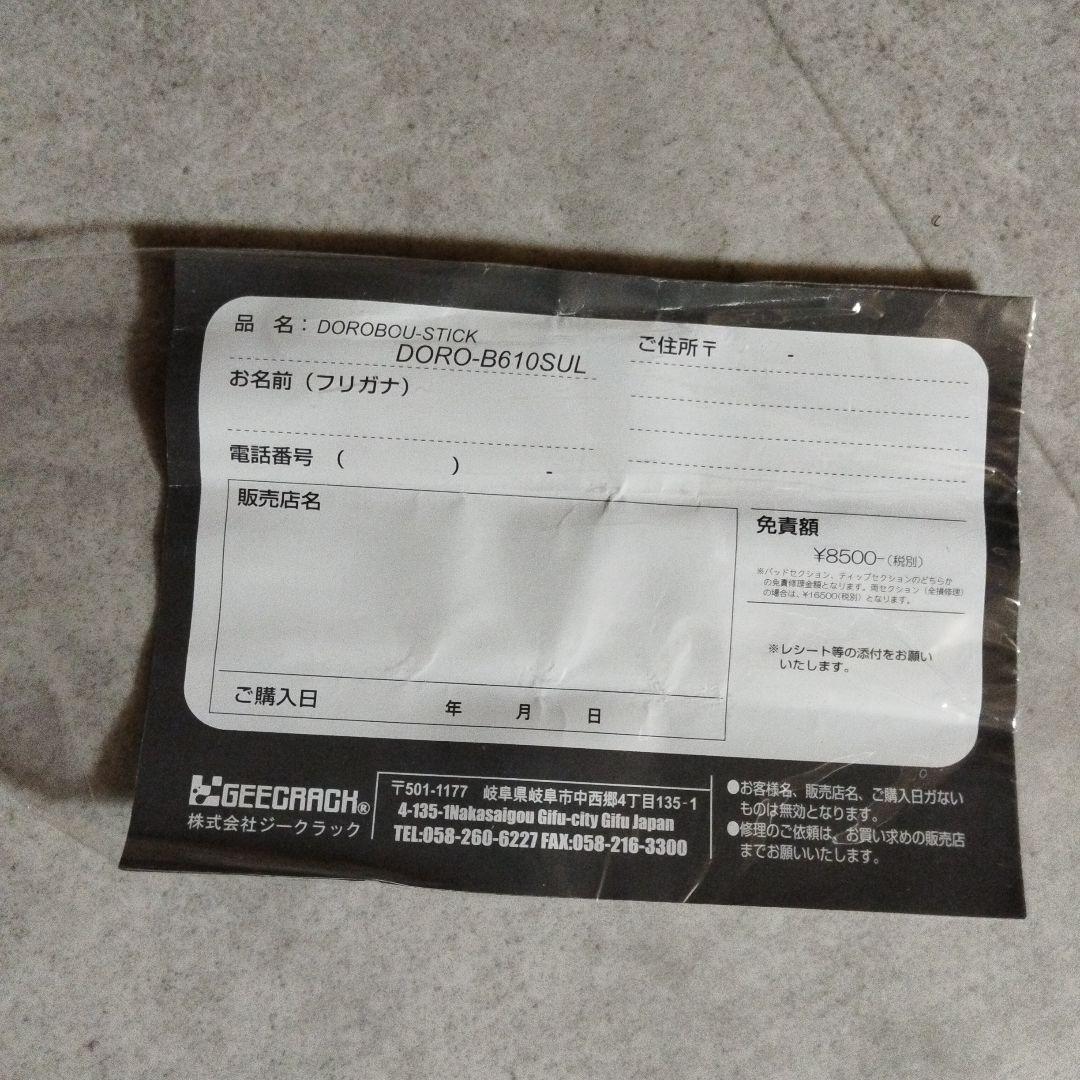 品 名：DOROBOU-STICK
DORO-B610SUL
お名前（フリガナ）
電話番号 （ ） -
ご住所〒 -
販売店名
ご購入日 年 月 日
免責額
¥8500-(税別)
※バッドセクション、ティップセクションのどちらか
の免責修理金額となります。両セクション（全損修理）
の場合は、¥16500(税別）となります。
※レシート等の添付をお願い
いたします。
GEECRACK®
株式会社ジークラック
〒501-1177 岐阜県岐阜市中西郷4丁目135-1
4-135-1Nakasaigou Gifu-city Gifu Japan
TEL:058-260-6227 FAX:058-216-3300
●お客様名、販売店名、ご購入日がない
ものは無効となります。
●修理のご依頼は、お買い求めの販売店
までお願いいたします。